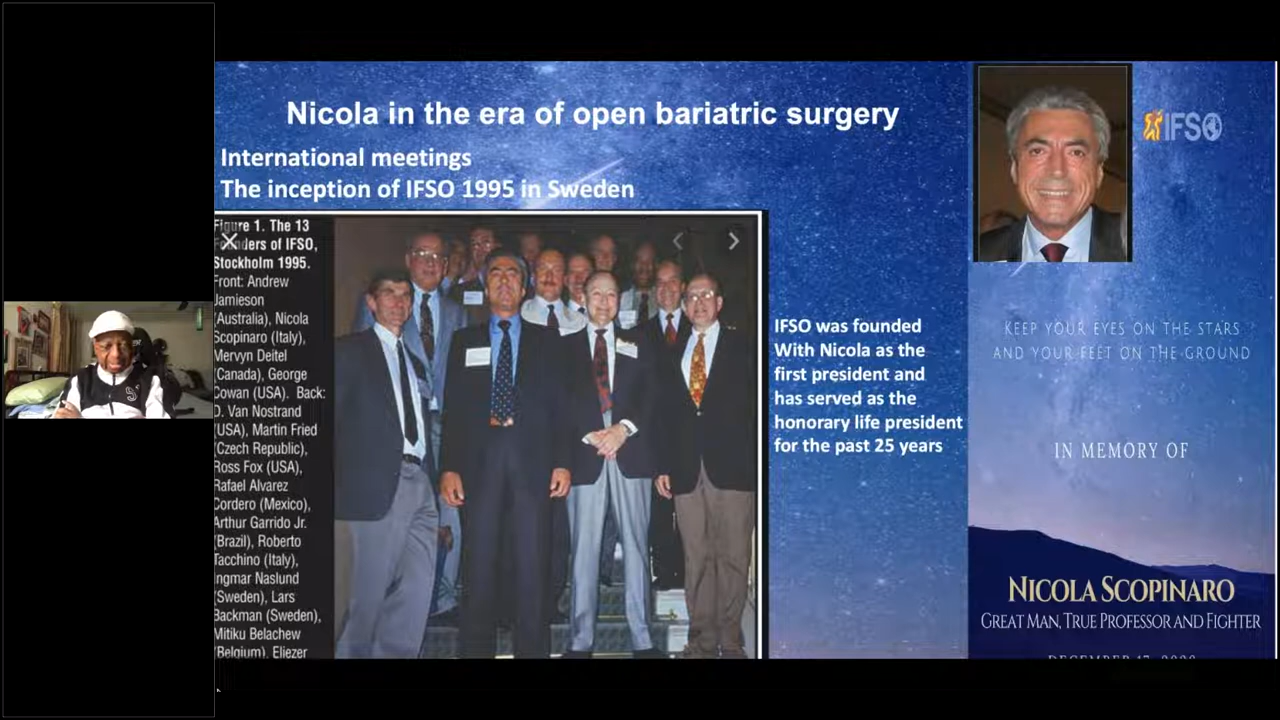 Nicola in the era of open bariatric surgery
International meetings
The inception of IFSO 1995 in Sweden
Figure 1. The 13
Founders of IFSO,
Stockholm 1995.
Front: Andrew
Jamieson
(Australia), Nicola
Scopinaro (Italy),
Mervyn Deitel
(Canada), George
Cowan (USA). Back:
D. Van Nostrand
(USA), Martin Fried
(Czech Republic),
Ross Fox (USA),
Rafael Alvarez
Cordero (Mexico),
Arthur Garrido Jr.
(Brazil), Roberto
Tacchino (Italy),
Ingmar Naslund
(Sweden), Lars
Backman (Sweden),
Mitiku Belachew
(Belgium), Eliezer
IFSO was founded
With Nicola as the
first president and
has served as the
honorary life president
for the past 25 years
IFSO
KEEP YOUR EYES ON THE STARS
AND YOUR FEET ON THE GROUND
IN MEMORY OF
NICOLA SCOPINARO
GREAT MAN, TRUE PROFESSOR AND FIGHTER